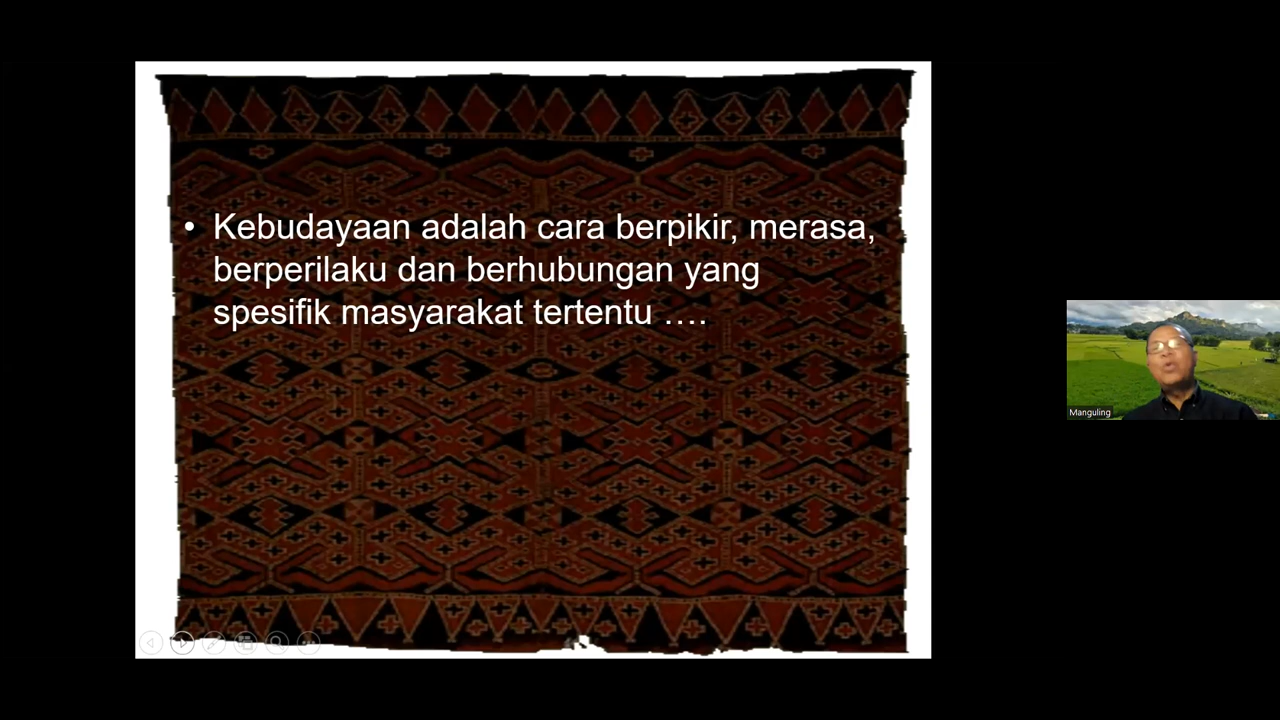 • Kebudayaan adalah cara berpikir, merasa,
berperilaku dan berhubungan yang
spesifik masyarakat tertentu ….
Manguling